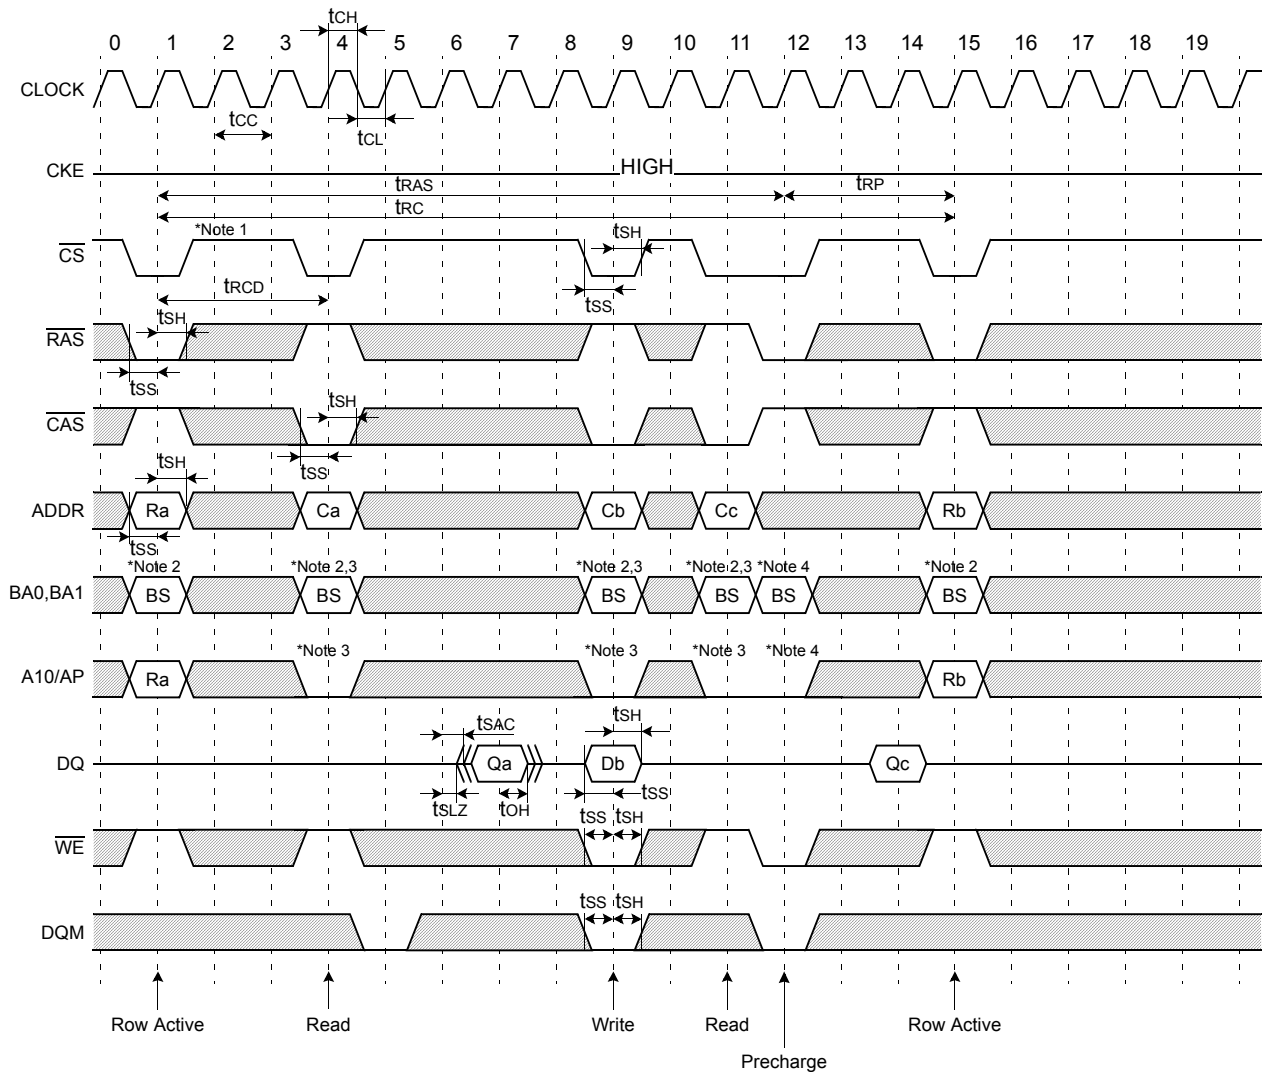 tCH
0 1 2 3 4 5 6 7 8 9 10 11 12 13 14 15 16 17 18 19
CLOCK
tCC
tCL
CKE
HIGH
tRAS
tRP
tRC
*Note 1
tSH
CS
tRCD
tSS
tSH
RAS
tSS
tSH
CAS
tSS
tSH
ADDR Ra Ca Cb Cc Rb
tSS
*Note 2 *Note 2,3 *Note 2,3 *Note 2,3 *Note 4 *Note 2
BA0,BA1 BS BS BS BS BS BS
*Note 3 *Note 3 *Note 3 *Note 4
A10/AP Ra Rb
tSAC tSH
DQ Qa Db Qc
tSLZ tOH tSS
tSS tSH
WE
tSS tSH
DQM
Row Active Read Write Read Row Active
Precharge